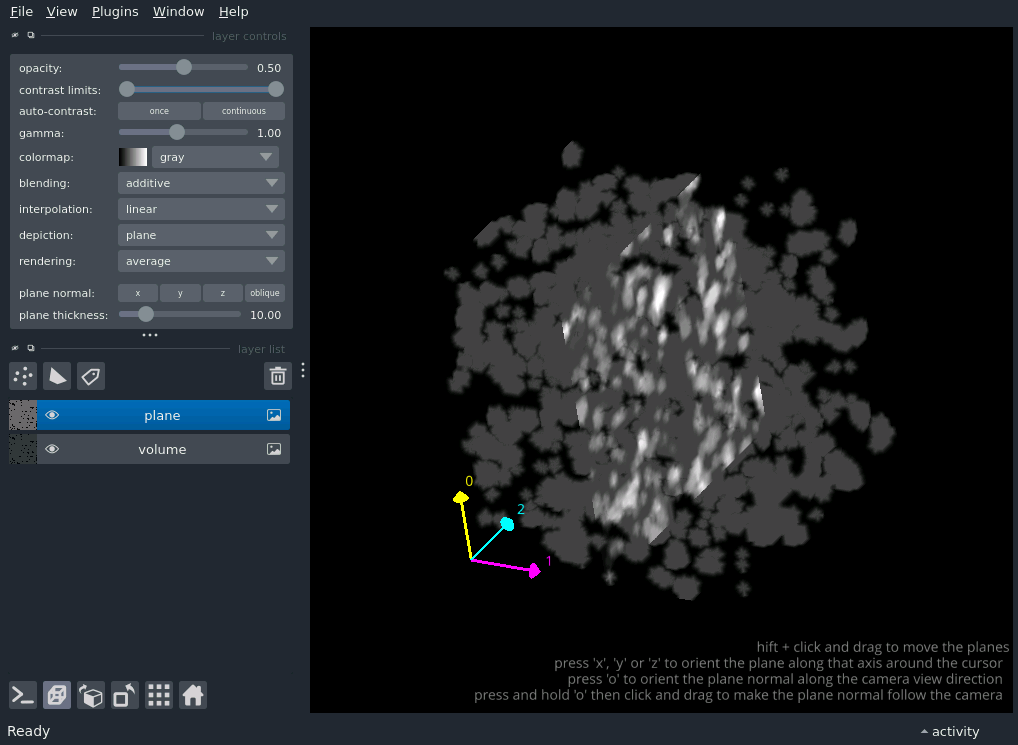 File View Plugins Window Help
layer controls
opacity: 0.50
contrast limits:
auto-contrast: once continuous
gamma: 1.00
colormap: gray
blending: additive
interpolation: linear
depiction: plane
rendering: average
plane normal: x y z oblique
plane thickness: 10.00
layer list
plane
volume
0
2
1
hift + click and drag to move the planes
press 'x', 'y' or 'z' to orient the plane along that axis around the cursor
press 'o' to orient the plane normal along the camera view direction
press and hold 'o' then click and drag to make the plane normal follow the camera
Ready activity